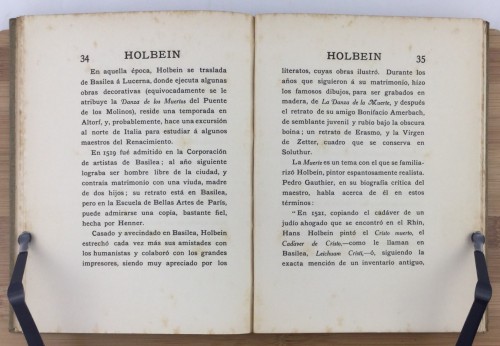 34
HOLBEIN
En aquella época, Holbein se traslada
de Basilea á Lucerna, donde ejecuta algunas
obras decorativas (equivocadamente se le
atribuye la Danza de los Muertos del Puente
de los Molinos), reside una temporada en
Altorf, y, probablemente, hace una excursión
al norte de Italia para estudiar á algunos
maestros del Renacimiento.
En 1519 fué admitido en la Corporación
de artistas de Basilea; al año siguiente
lograba ser hombre libre de la ciudad, y
contraía matrimonio con una viuda, madre
de dos hijos; su retrato está en Basilea,
pero en la Escuela de Bellas Artes de París,
puede admirarse una copia, bastante fiel,
hecha por Henner.
Casado y avecindado en Basilea, Holbein
estrechó cada vez más sus amistades con
los humanistas y colaboró con los grandes
impresores, siendo muy apreciado por los
HOLBEIN
35
literatos, cuyas obras ilustró. Durante los
años que siguieron á su matrimonio, hizo
los famosos dibujos, para ser grabados en
madera, de La Danza de la Muerte, y después
el retrato de su amigo Bonifacio Amerbach,
de semblante juvenil y rubio bajo la obscura
boina; un retrato de Erasmo, y la Virgen
de Zetter, cuadro que se conserva en
Soluthur.
La Muerte es un tema con el que se familia-
rizó Holbein, pintor espantosamente realista.
Pedro Gauthier, en su biografía crítica del
maestro, habla acerca de él en estos
términos:
"En 1521, copiando el cadáver de un
judío ahogado que se encontró en el Rhin,
Hans Holbein pintó el Cristo muerto, el
Cadáver de Cristo,—como le llaman en
Basilea, Leichnam Cristi,—ó, siguiendo la
exacta mención de un inventario antiguo,